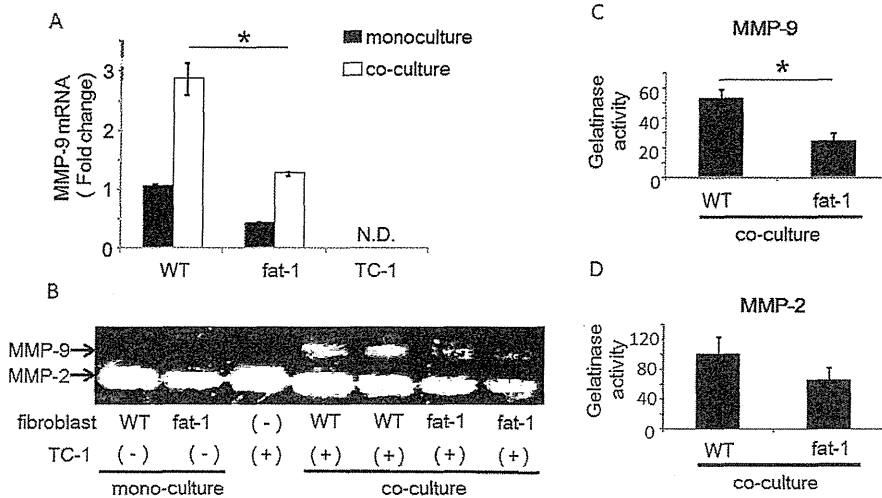 A
MMP-9 mRNA
( Fold change)
3
2
1
0
*
monoculture
co-culture
N.D.
WT fat-1 TC-1
B
MMP-9
MMP-2
fibroblast WT fat-1 (-) WT WT fat-1 fat-1
TC-1 (-) (-) (+) (+) (+) (+) (+)
mono-culture co-culture
C
MMP-9
Gelatinase
activity
60
40
20
0
*
WT fat-1
co-culture
D
MMP-2
Gelatinase
activity
120
80
40
0
WT fat-1
co-culture